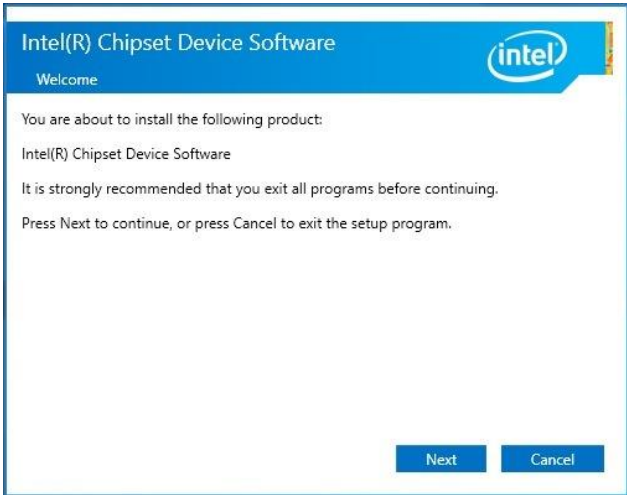 Intel(R) Chipset Device Software
intel
Welcome
You are about to install the following product:
Intel(R) Chipset Device Software
It is strongly recommended that you exit all programs before continuing.
Press Next to continue, or press Cancel to exit the setup program.
Next
Cancel